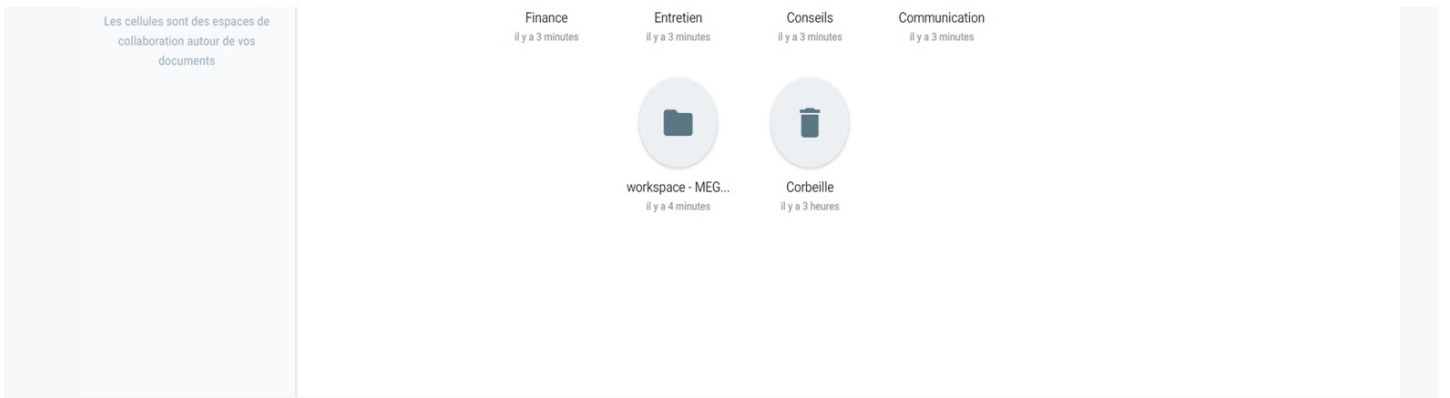 Les cellules sont des espaces de
collaboration autour de vos
documents
Finance Entretien Conseils Communication
il y a 3 minutes il y a 3 minutes il y a 3 minutes il y a 3 minutes
workspace - MEG... Corbeille
il y a 4 minutes il y a 3 heures